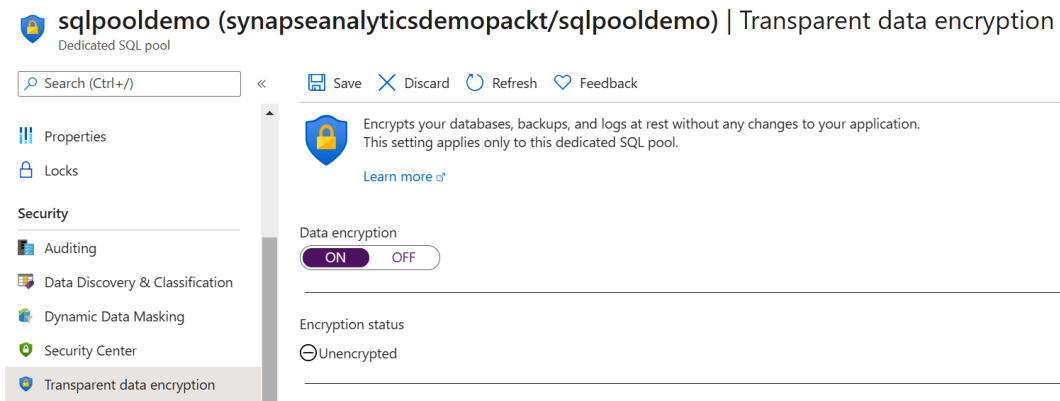 sqlpooldemo (synapseanalyticsdemopackt/sqlpooldemo) | Transparent data encryption
Dedicated SQL pool
Search (Ctrl+/)
«
Properties
Locks
Security
Auditing
Data Discovery & Classification
Dynamic Data Masking
Security Center
Transparent data encryption
Save Discard Refresh Feedback
Encrypts your databases, backups, and logs at rest without any changes to your application.
This setting applies only to this dedicated SQL pool.
Learn more
Data encryption
ON OFF
Encryption status
Unencrypted